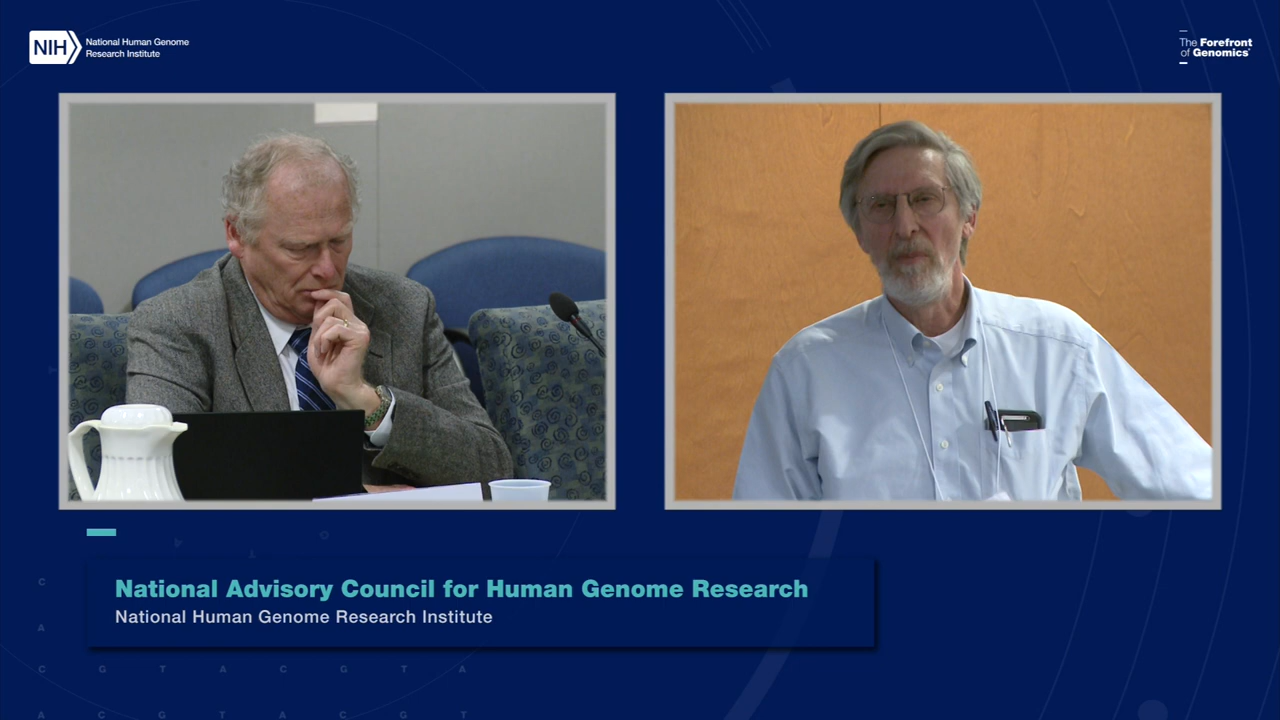 NIH
National Human Genome
Research Institute
The Forefront
of Genomics®
National Advisory Council for Human Genome Research
National Human Genome Research Institute
C
A
C G T A C G T A
A C G T A C G T